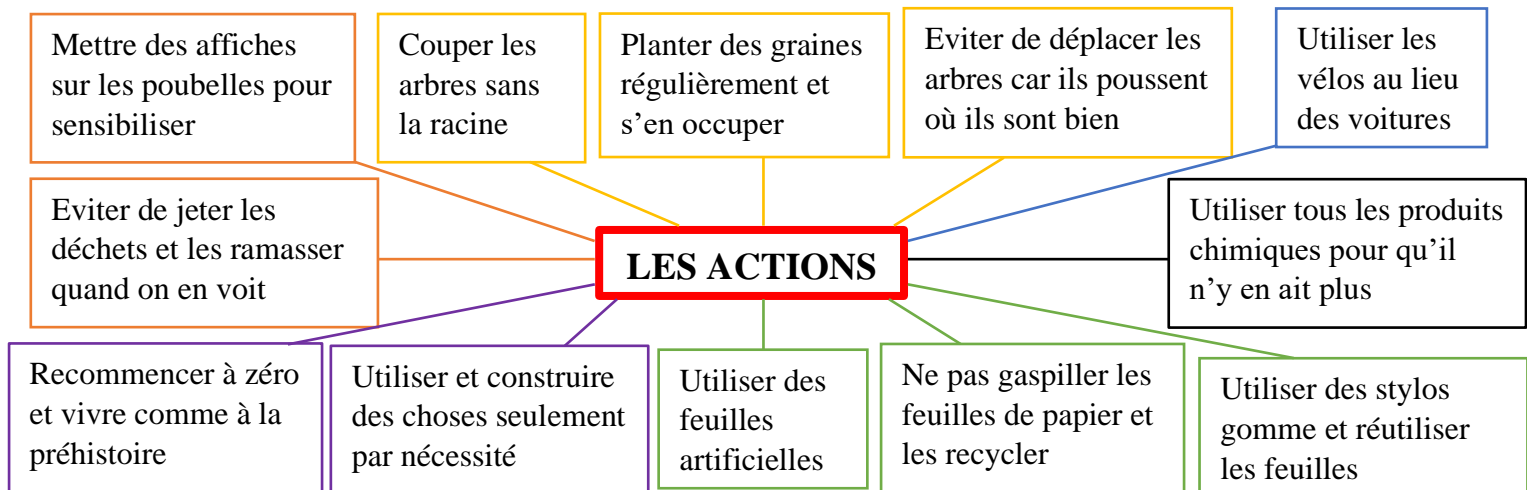 Mettre des affiches
sur les poubelles pour
sensibiliser
Couper les
arbres sans
la racine
Planter des graines
régulièrement et
s’en occuper
Eviter de déplacer les
arbres car ils poussent
où ils sont bien
Utiliser les
vélos au lieu
des voitures
Eviter de jeter les
déchets et les ramasser
quand on en voit
LES ACTIONS
Utiliser tous les produits
chimiques pour qu’il
n’y en ait plus
Recommencer à zéro
et vivre comme à la
préhistoire
Utiliser et construire
des choses seulement
par nécessité
Utiliser des
feuilles
artificielles
Ne pas gaspiller les
feuilles de papier et
les recycler
Utiliser des stylos
gomme et réutiliser
les feuilles